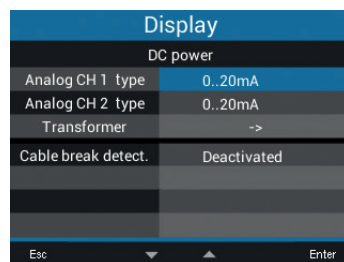 Display
DC power
Analog CH 1 type 0..20mA
Analog CH 2 type 0..20mA
Transformer ->
Cable break detect. Deactivated
Esc Enter